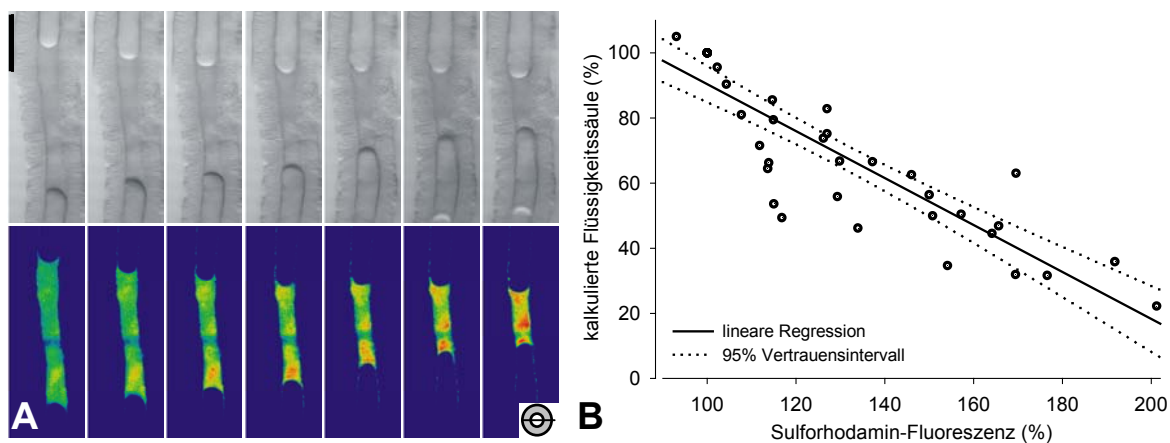 A
B
kalkulierte Flüssigkeitssäule (%)
100
80
60
40
20
0
lineare Regression
95% Vertrauensintervall
100 120 140 160 180 200
Sulforhodamin-Fluoreszenz (%)